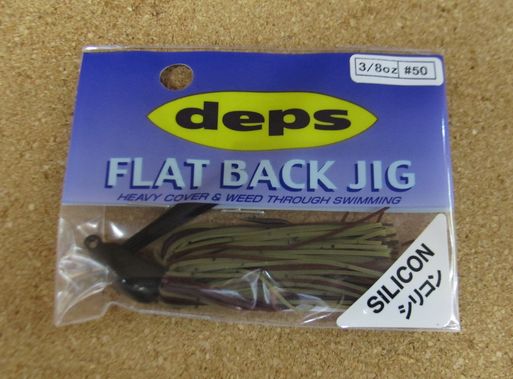 3/8oz #50
deps
FLAT BACK JIG
HEAVY COVER & WEED THROUGH SWIMMING
SILICON
シリコン